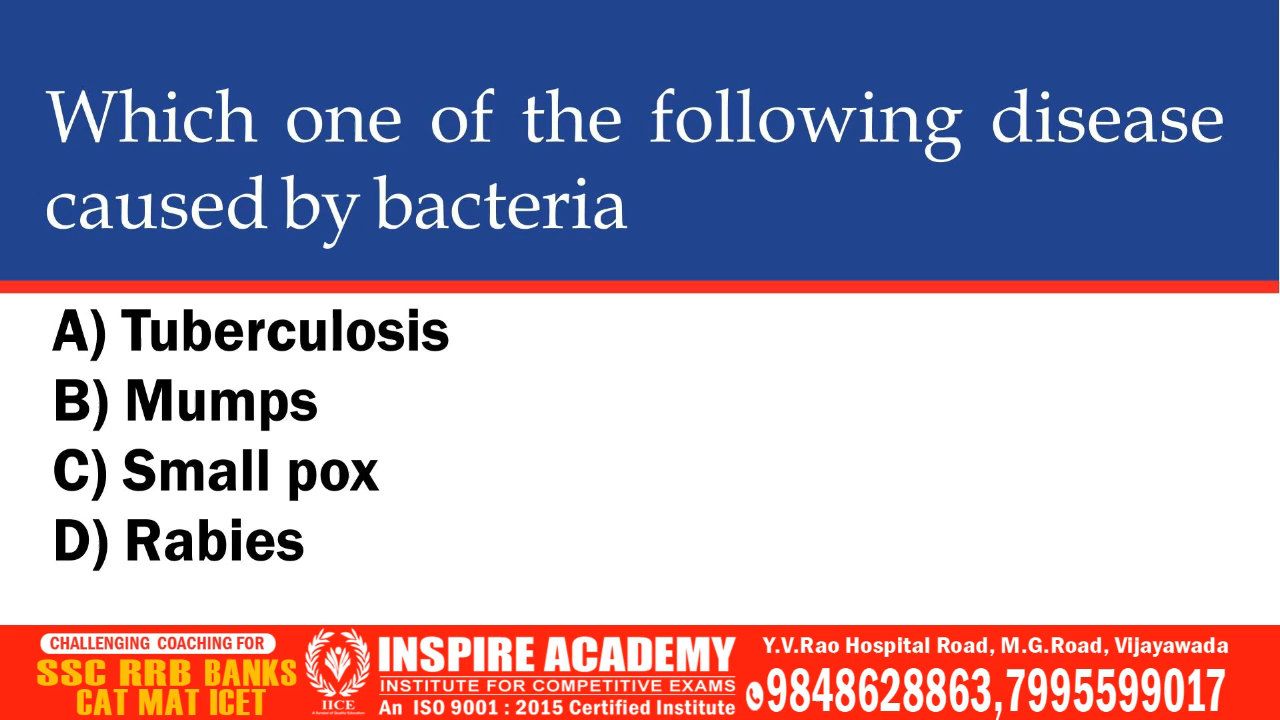 Which one of the following disease
caused by bacteria
A) Tuberculosis
B) Mumps
C) Small pox
D) Rabies
CHALLENGING COACHING FOR
SSC RRB BANKS
CAT MAT ICET
IICE
INSPIRE ACADEMY
INSTITUTE FOR COMPETITIVE EXAMS
An ISO 9001 : 2015 Certified Institute
Y.V.Rao Hospital Road, M.G.Road, Vijayawada
9848628863,7995599017